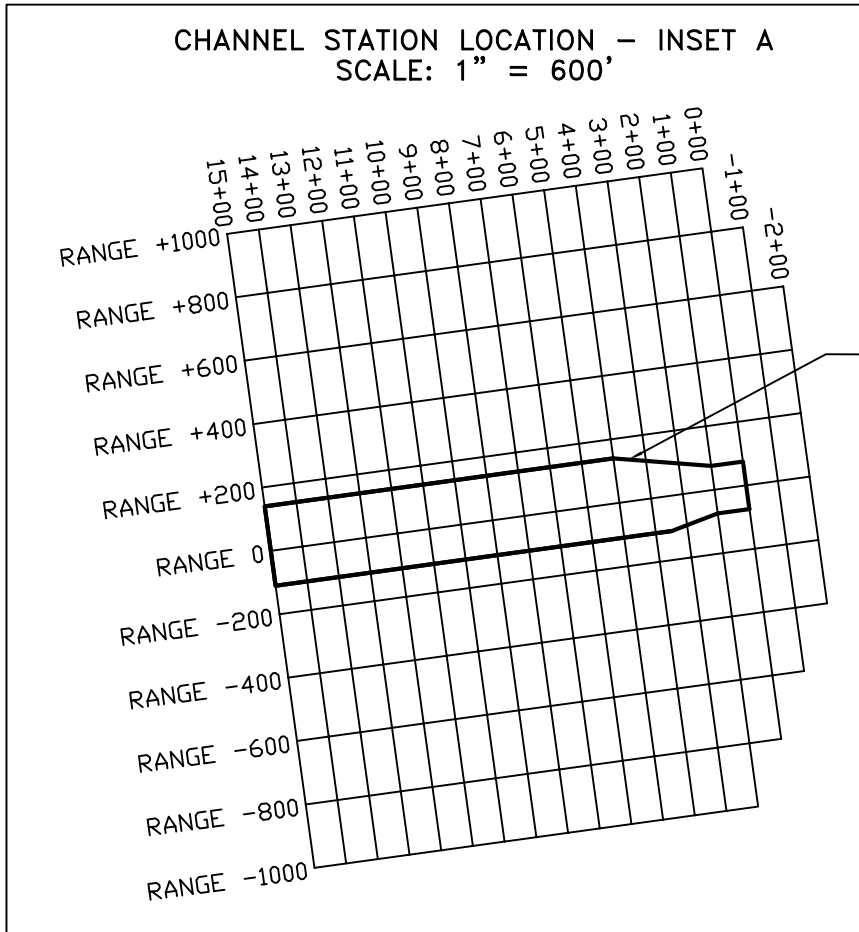 CHANNEL STATION LOCATION – INSET A
SCALE: 1" = 600'
15+00
14+00
13+00
12+00
11+00
10+00
9+00
8+00
7+00
6+00
5+00
4+00
3+00
2+00
1+00
0+00
-1+00
-2+00
RANGE +1000
RANGE +800
RANGE +600
RANGE +400
RANGE +200
RANGE 0
RANGE -200
RANGE -400
RANGE -600
RANGE -800
RANGE -1000